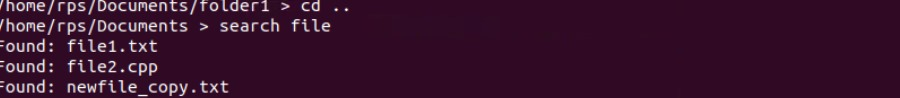 /home/rps/Documents/folder1 > cd ..
/home/rps/Documents > search file
Found: file1.txt
Found: file2.cpp
Found: newfile_copy.txt